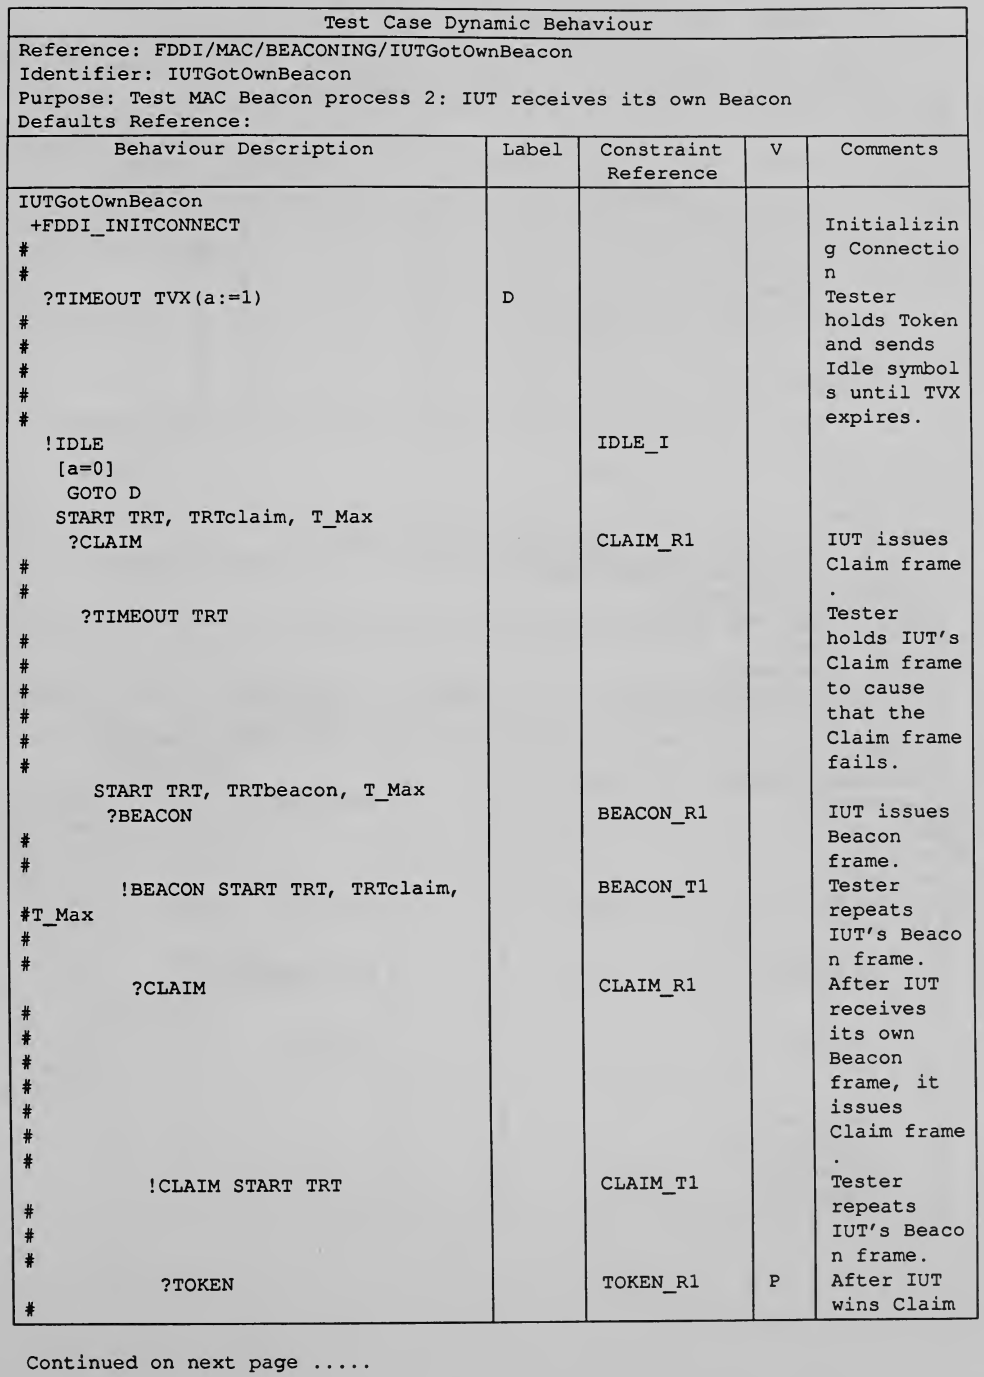 Test Case Dynamic Behaviour
Reference: FDDI/MAC/BEACONING/IUTGotOwnBeacon
Identifier: IUTGotOwnBeacon
Purpose: Test MAC Beacon process 2: IUT receives its own Beacon
Defaults Reference:
Behaviour Description Label Constraint V Comments
Reference
IUTGotOwnBeacon
+FDDI_INITCONNECT Initializin
# g Connectio
# n
?TIMEOUT TVX(a:=1) D Tester
# holds Token
# and sends
# Idle symbol
# s until TVX
# expires.
!IDLE IDLE_I
[a=0]
GOTO D
START TRT, TRTclaim, T_Max
?CLAIM CLAIM_R1 IUT issues
# Claim frame
# .
?TIMEOUT TRT Tester
# holds IUT's
# Claim frame
# to cause
# that the
# Claim frame
# fails.
START TRT, TRTbeacon, T_Max
?BEACON BEACON_R1 IUT issues
# Beacon
# frame.
!BEACON START TRT, TRTclaim, BEACON_T1 Tester
#T_Max repeats
# IUT's Beaco
# n frame.
?CLAIM CLAIM_R1 After IUT
# receives
# its own
# Beacon
# frame, it
# issues
# Claim frame
# .
!CLAIM START TRT CLAIM_T1 Tester
# repeats
# IUT's Beaco
# n frame.
?TOKEN TOKEN_R1 P After IUT
# wins Claim
Continued on next page .....